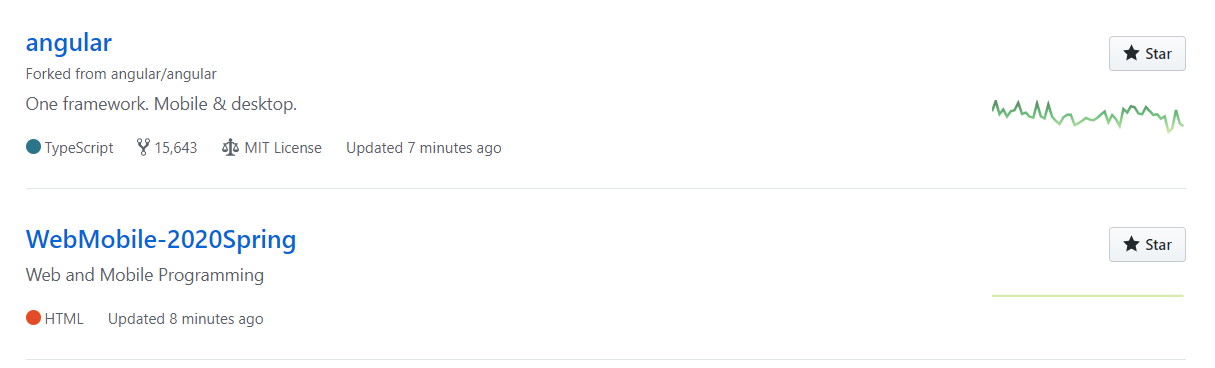 angular
Star
Forked from angular/angular
One framework. Mobile & desktop.
TypeScript 15,643 MIT License Updated 7 minutes ago
WebMobile-2020Spring
Star
Web and Mobile Programming
HTML Updated 8 minutes ago